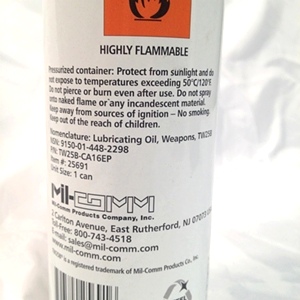 HIGHLY FLAMMABLE
Pressurized container: Protect from sunlight and do
not expose to temperatures exceeding 50°C/120°F
Do not pierce or burn even after use. Do not spray
onto naked flame or any incandescent material.
Keep away from sources of ignition – No smoking.
Keep out of the reach of children.
Nomenclature: Lubricating Oil, Weapons, TW25B
NSN: 9150-01-448-2298
P/N: TW25B-CA16EP
Item #: 25691
Unit Size: 1 can
Mil-Comm
Mil-Comm Products Company, Inc.
2 Carlton Avenue, East Rutherford, NJ 07073
Toll-Free: 800-743-4518
E-mail: sales@mil-comm.com
www.mil-comm.com
is a registered trademark of Mil-Comm Products Co., Inc.